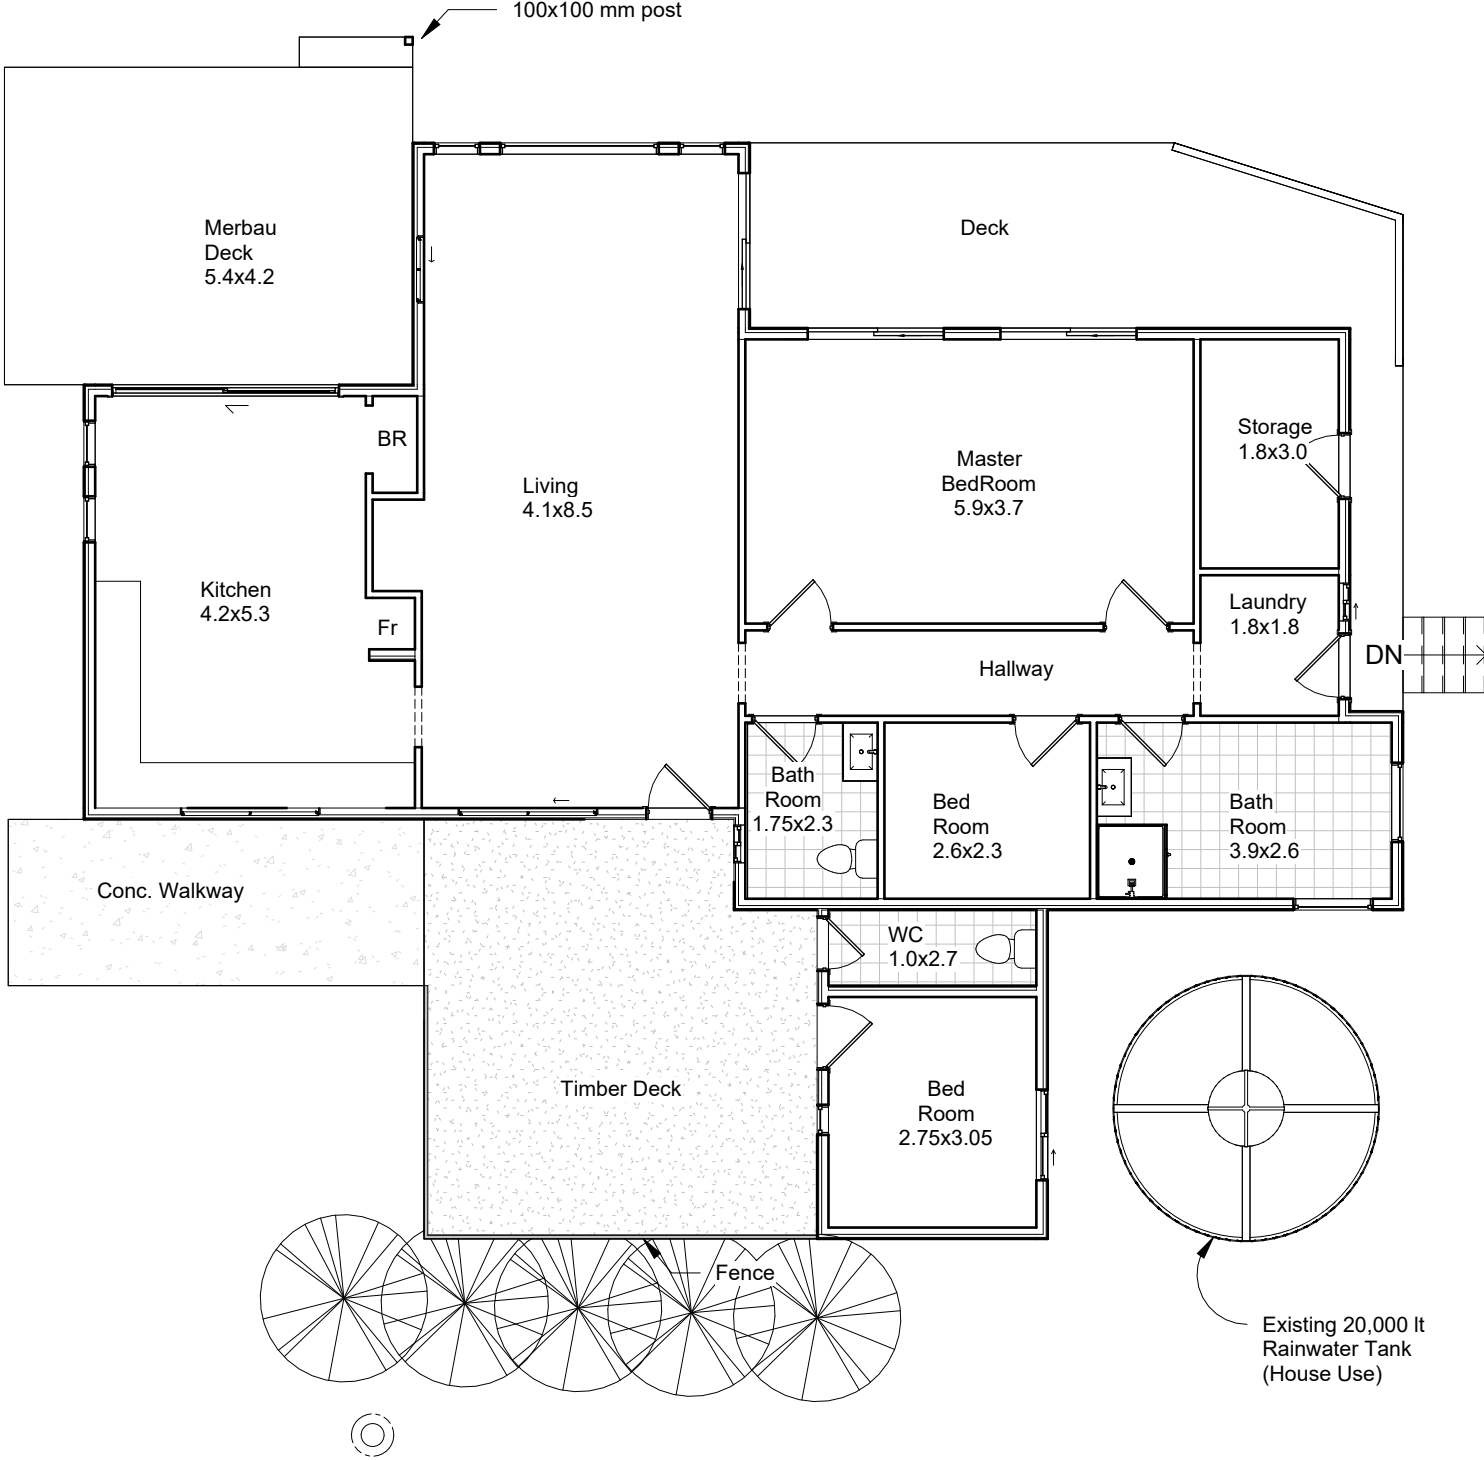 100x100 mm post
Merbau
Deck
5.4x4.2
Deck
BR
Storage
1.8x3.0
Master
BedRoom
5.9x3.7
Living
4.1x8.5
Kitchen
4.2x5.3
Laundry
1.8x1.8
Fr
DN
Hallway
Bath
Room
1.75x2.3
Bed
Room
2.6x2.3
Bath
Room
3.9x2.6
Conc. Walkway
WC
1.0x2.7
Timber Deck
Bed
Room
2.75x3.05
Fence
Existing 20,000 lt
Rainwater Tank
(House Use)